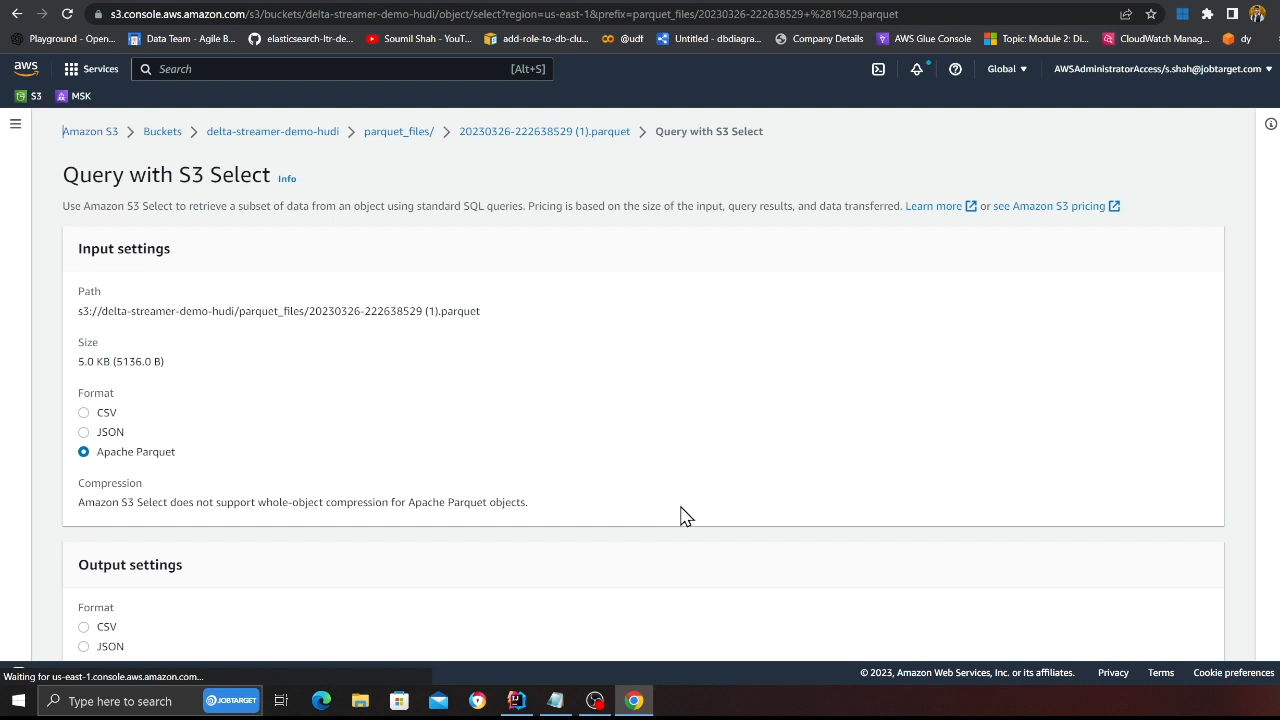 s3.console.aws.amazon.com/s3/buckets/delta-streamer-demo-hudi/object/select?region=us-east-1&prefix=parquet_files/20230326-222638529+%281%29.parquet
Playground - Open... Data Team - Agile B... elasticsearch-ltr-de... Soumil Shah - YouT... add-role-to-db-clu... @udf Untitled - dbdiagra... Company Details AWS Glue Console Topic: Module 2: Di... CloudWatch Manag... dy
aws Services Search [Alt+S] Global AWSAdministratorAccess/s.shah@jobtarget.com
S3 MSK
Amazon S3 Buckets delta-streamer-demo-hudi parquet_files/ 20230326-222638529 (1).parquet Query with S3 Select
Query with S3 Select Info
Use Amazon S3 Select to retrieve a subset of data from an object using standard SQL queries. Pricing is based on the size of the input, query results, and data transferred. Learn more or see Amazon S3 pricing
Input settings
Path
s3://delta-streamer-demo-hudi/parquet_files/20230326-222638529 (1).parquet
Size
5.0 KB (5136.0 B)
Format
CSV
JSON
Apache Parquet
Compression
Amazon S3 Select does not support whole-object compression for Apache Parquet objects.
Output settings
Format
CSV
JSON
Waiting for us-east-1.console.aws.amazon.com...
© 2023, Amazon Web Services, Inc. or its affiliates. Privacy Terms Cookie preferences
Type here to search JOBTARGET